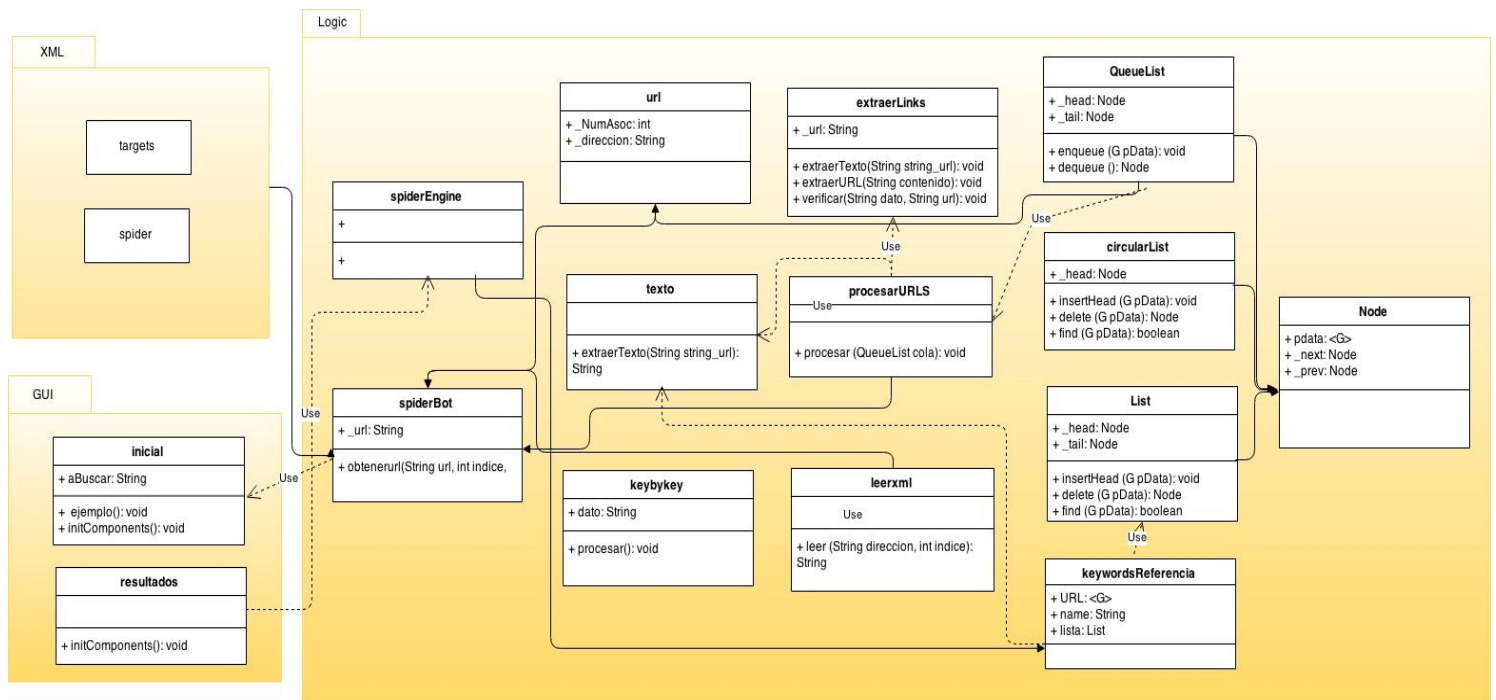 XML
targets
spider
GUI
inicial
+ aBuscar: String
+ ejemplo(): void
+ initComponents(): void
resultados
+ initComponents(): void
Logic
spiderEngine
+
+
Use
spiderBot
+ _url: String
+ obtenerurl(String url, int indice,
Use
url
+ _NumAsoc: int
+ _direccion: String
texto
+ extraerTexto(String string_url):
String
keybykey
+ dato: String
+ procesar(): void
extraerLinks
+ _url: String
+ extraerTexto(String string_url): void
+ extraerURL(String contenido): void
+ verificar(String dato, String url): void
Use
procesarURLS
Use
+ procesar (QueueList cola): void
leerxml
Use
+ leer (String direccion, int indice):
String
QueueList
+ _head: Node
+ _tail: Node
+ enqueue (G pData): void
+ dequeue (): Node
Use
circularList
+ _head: Node
+ insertHead (G pData): void
+ delete (G pData): Node
+ find (G pData): boolean
List
+ _head: Node
+ _tail: Node
+ insertHead (G pData): void
+ delete (G pData): Node
+ find (G pData): boolean
Use
keywordsReferencia
+ URL: <G>
+ name: String
+ lista: List
Node
+ pdata: <G>
+ _next: Node
+ _prev: Node